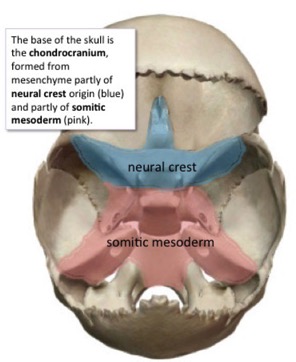 The base of the skull is
the chondrocranium,
formed from
mesenchyme partly of
neural crest origin (blue)
and partly of somitic
mesoderm (pink).
neural crest
somitic mesoderm